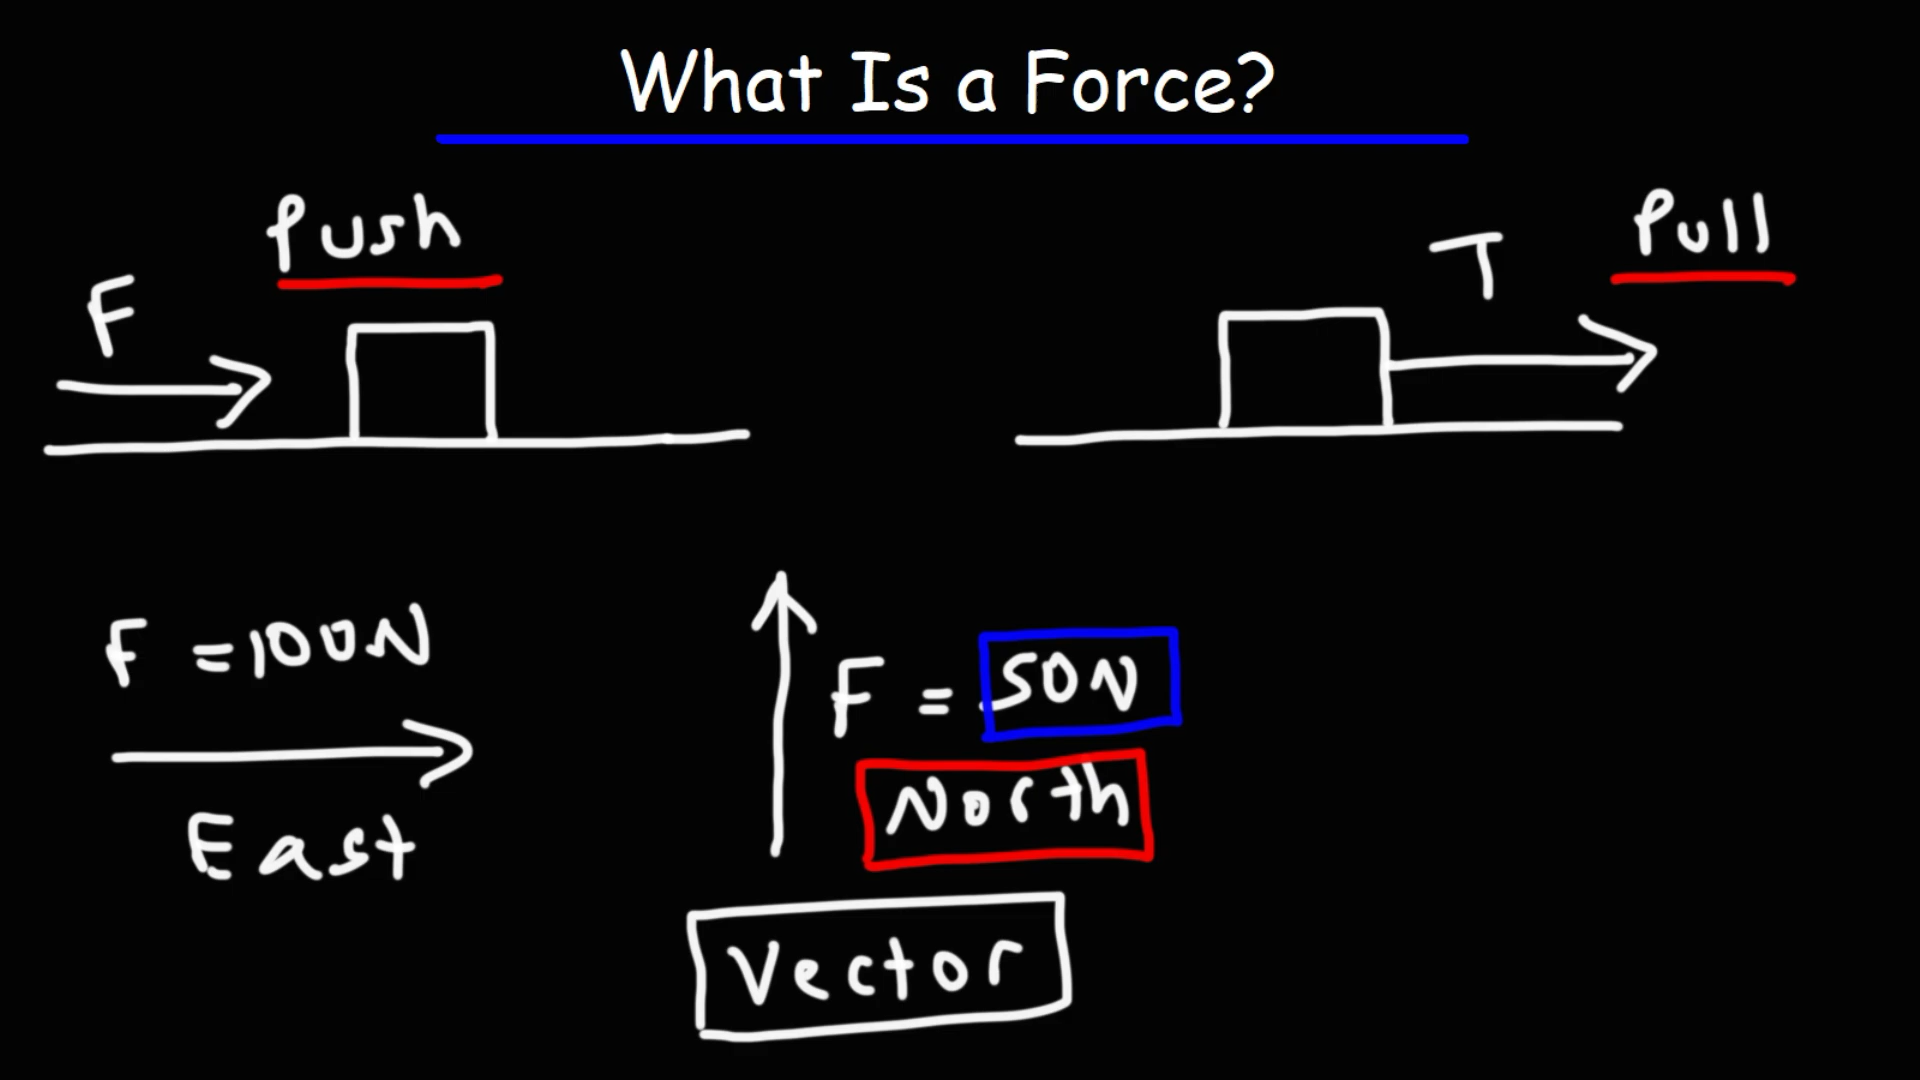 What Is a Force?
Push
F
Pull
T
F = 100N
East
F = 50N
North
Vector